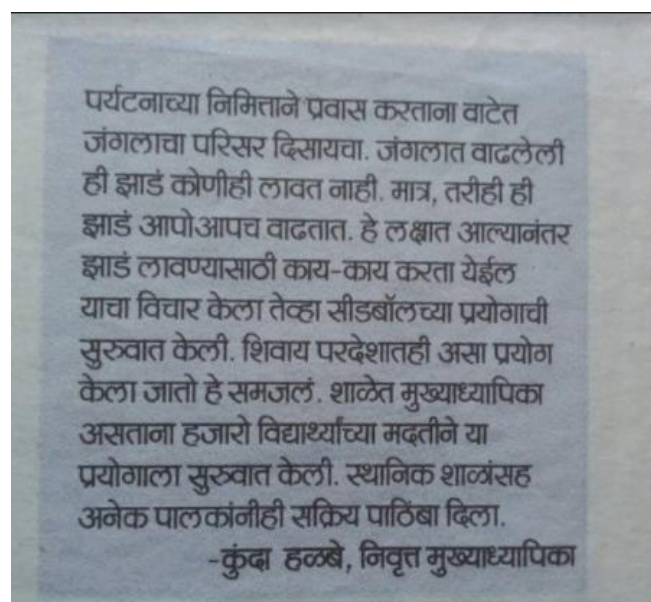 पर्यटनाच्या निमित्ताने प्रवास करताना वाटेत
जंगलाचा परिसर दिसायचा. जंगलात वाढलेली
ही झाडं कोणीही लावत नाही. मात्र, तरीही ही
झाडं आपोआपच वाढतात. हे लक्षात आल्यानंतर
झाडं लावण्यासाठी काय-काय करता येईल
याचा विचार केला तेव्हा सीडबॉलच्या प्रयोगाची
सुरुवात केली. शिवाय परदेशातही असा प्रयोग
केला जातो हे समजलं. शाळेत मुख्याध्यापिका
असताना हजारो विद्यार्थ्यांच्या मदतीने या
प्रयोगाला सुरुवात केली. स्थानिक शाळांसह
अनेक पालकांनीही सक्रिय पाठिंबा दिला.
-कुंदा हळबे, निवृत्त मुख्याध्यापिका